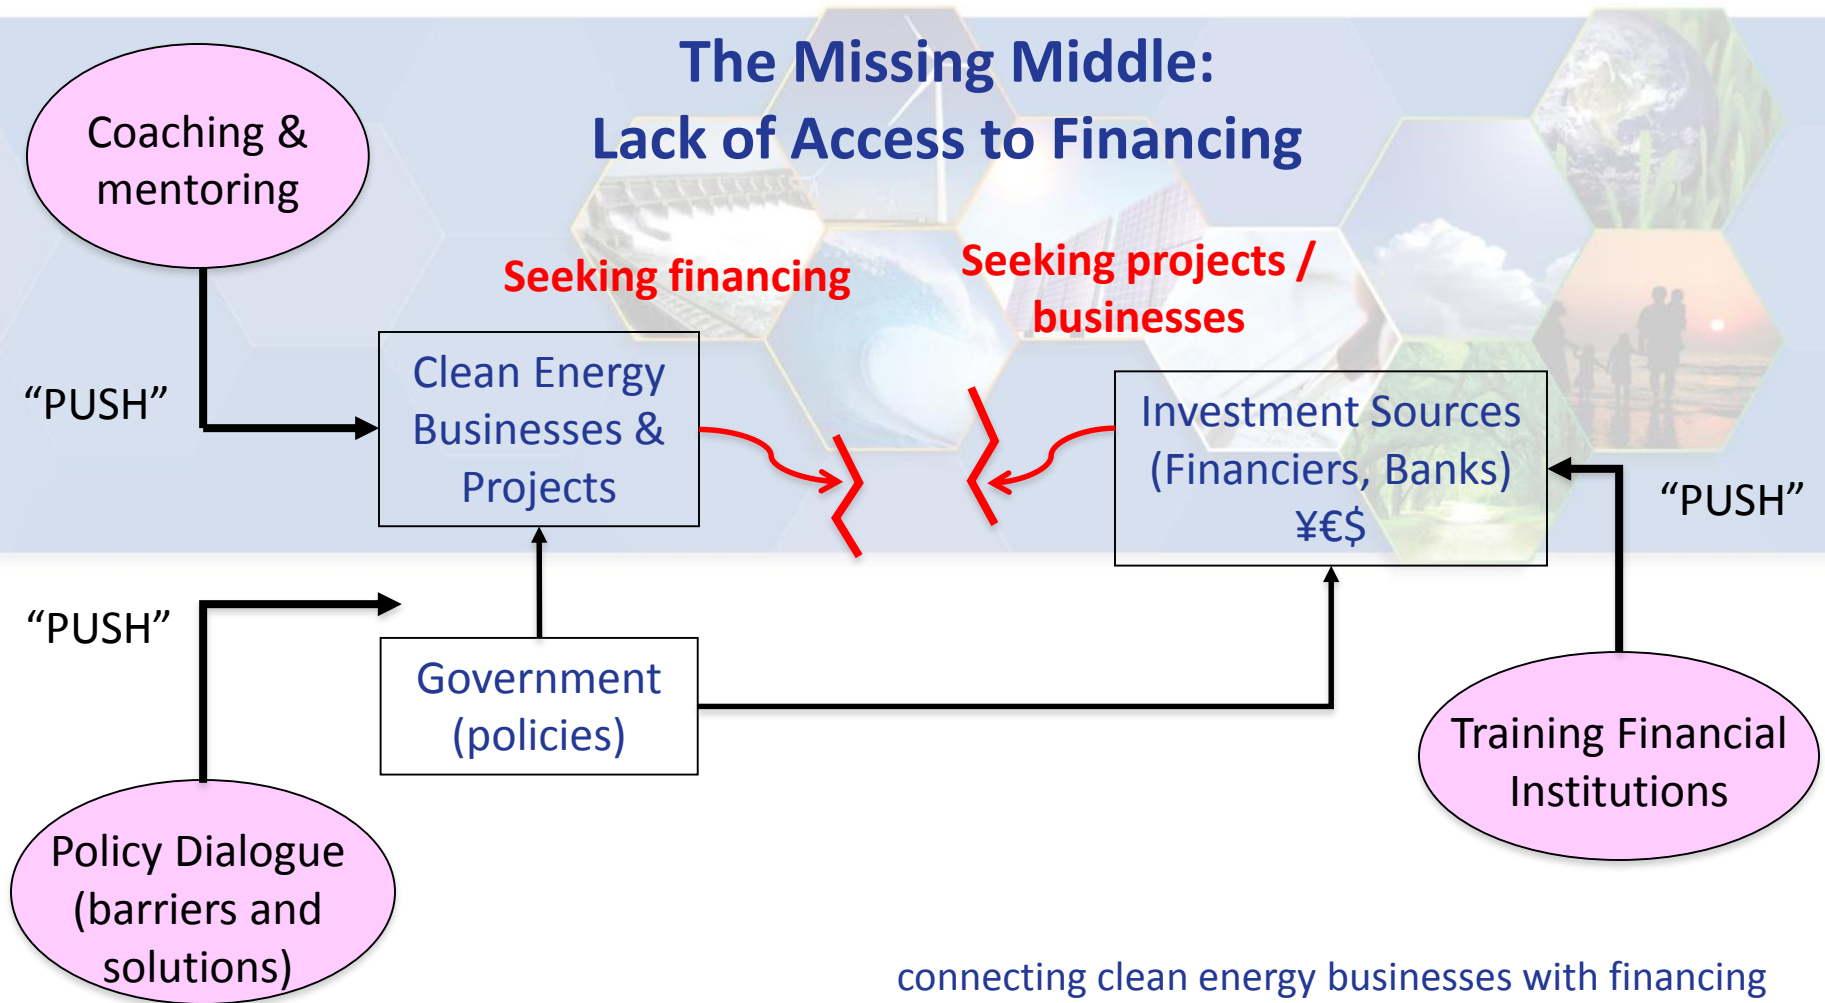 The Missing Middle:
Lack of Access to Financing
Coaching &
mentoring
Seeking financing
Seeking projects /
businesses
“PUSH”
Clean Energy
Businesses &
Projects
Investment Sources
(Financiers, Banks)
¥€$
“PUSH”
“PUSH”
Government
(policies)
Training Financial
Institutions
Policy Dialogue
(barriers and
solutions)
connecting clean energy businesses with financing